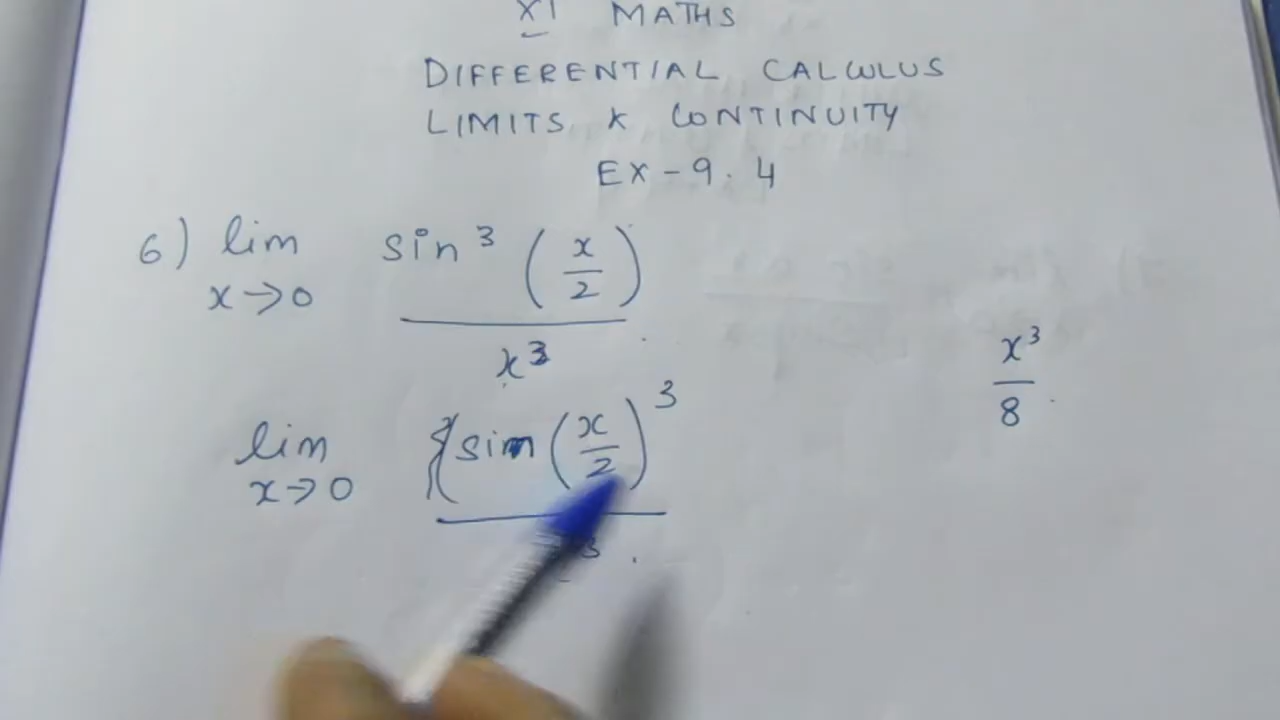 XI MATHS
DIFFERENTIAL CALCULUS
LIMITS & CONTINUITY
EX - 9.4
6) lim sin³ (x/2)
x→0
x³
x³
8
lim {sin (x/2)³
x→0
3